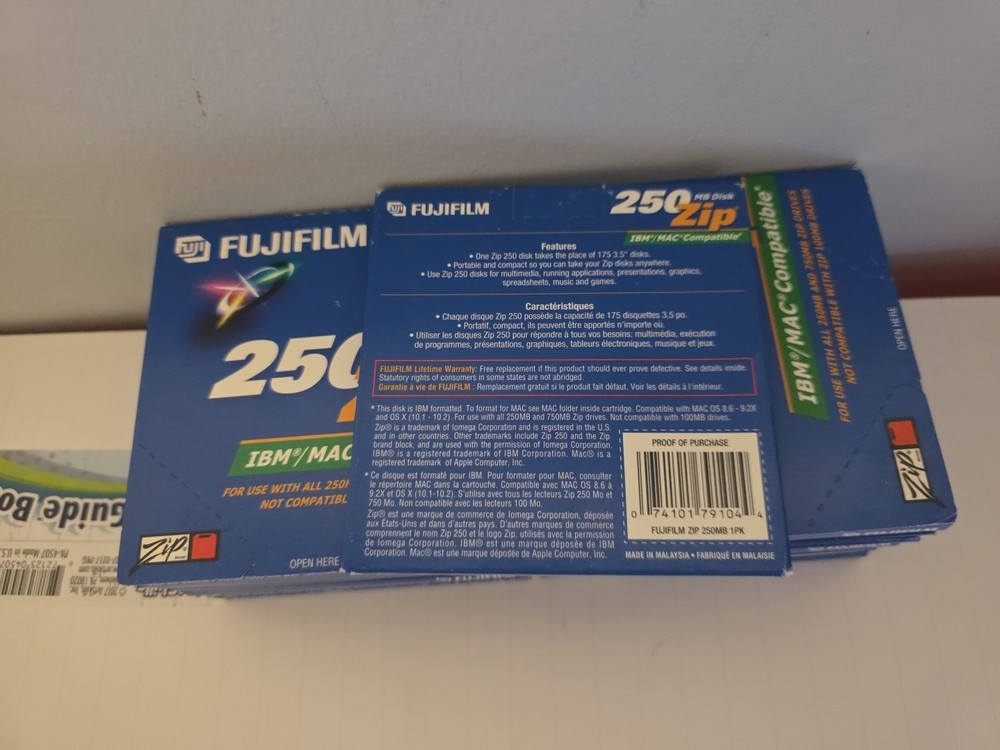 FUJI FUJIFILM
250
IBM®/MAC
FOR USE WITH ALL
NOT COMPATIBL
Zip
OPEN HERE
FUJI FUJIFILM
250 MB Disk
Zip
IBM®/MAC® Compatible*
Features
• One Zip 250 disk takes the place of 175 3.5" disks.
• Portable and compact so you can take your Zip disks anywhere.
• Use Zip 250 disks for multimedia, running applications, presentations, graphics,
spreadsheets, music and games.
Caractéristiques
• Chaque disque Zip 250 possède la capacité de 175 disquettes 3,5 po.
• Portatif, compact, ils peuvent être apportés n'importe où.
• Utiliser les disques Zip 250 pour répondre à tous vos besoins: multimédia, exécution
de programmes, présentations, graphiques, tableurs électroniques, musique et jeux.
FUJIFILM Lifetime Warranty: Free replacement if this product should ever prove defective. See details inside.
Statutory rights of consumers in some states are not abridged.
Garantie à vie de FUJIFILM : Remplacement gratuit si le produit fait défaut. Voir les détails à l'intérieur.
* This disk is IBM formatted. To format for MAC see MAC folder inside cartridge. Compatible with MAC OS 8.6 - 9.2X
and OS X (10.1 - 10.2). For use with all 250MB and 750MB Zip drives. Not compatible with 100MB drives.
Zip® is a trademark of Iomega Corporation and is registered in the U.S.
and in other countries. Other trademarks include Zip 250 and the Zip
brand block, and are used with the permission of Iomega Corporation.
IBM® is a registered trademark of IBM Corporation. Mac® is a
registered trademark of Apple Computer, Inc.
* Ce disque est formaté pour IBM. Pour formater pour MAC, consulter
le répertoire MAC dans la cartouche. Compatible avec MAC OS 8.6 à
9.2X et OS X (10.1-10.2). S'utilise avec tous les lecteurs Zip 250 Mo et
750 Mo. Non compatible avec les lecteurs 100 Mo.
Zip® est une marque de commerce de Iomega Corporation, déposée
aux États-Unis et dans d'autres pays. D'autres marques de commerce
comprennent le nom Zip 250 et le logo Zip, utilisés avec la permission
de Iomega Corporation. IBM® est une marque déposée de IBM
Corporation. Mac® est une marque déposée de Apple Computer, Inc.
PROOF OF PURCHASE
0 74101 79104 4
FUJIFILM ZIP 250MB 1PK
MADE IN MALAYSIA • FABRIQUÉ EN MALAISIE
IBM®/MAC® Compatible*
FOR USE WITH ALL 250MB AND 750MB ZIP DRIVES
NOT COMPATIBLE WITH ZIP 100MB DRIVES
OPEN HERE
Zip
Guide Bo
PK-4507 Made in U.S.
© 2017 ArtSkills, Inc.